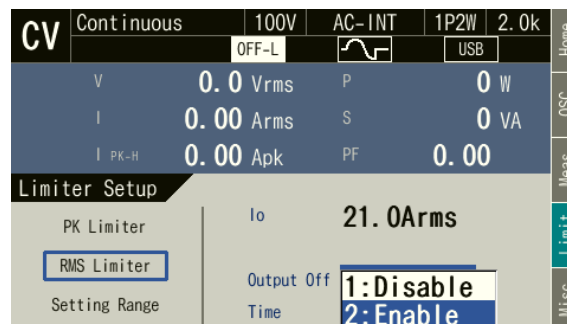 CV Continuous 100V AC-INT 1P2W 2.0k
OFF-L USB
V 0.0 Vrms P 0 W
I 0.00 Arms S 0 VA
I PK-H 0.00 Apk PF 0.00
Limiter Setup
PK Limiter
RMS Limiter
Setting Range
Io 21.0Arms
Output Off
Time
1:Disable
2:Enable
Home
OSC
Meas
Limit
Misc